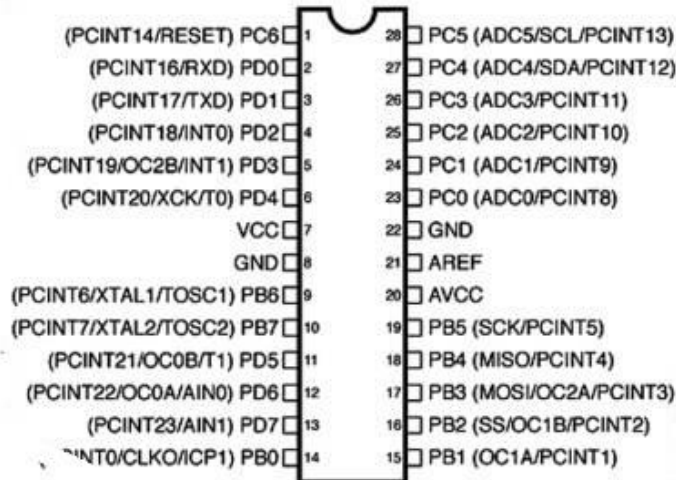 (PCINT14/RESET) PC6 1 28 PC5 (ADC5/SCL/PCINT13)
(PCINT16/RXD) PD0 2 27 PC4 (ADC4/SDA/PCINT12)
(PCINT17/TXD) PD1 3 26 PC3 (ADC3/PCINT11)
(PCINT18/INT0) PD2 4 25 PC2 (ADC2/PCINT10)
(PCINT19/OC2B/INT1) PD3 5 24 PC1 (ADC1/PCINT9)
(PCINT20/XCK/T0) PD4 6 23 PC0 (ADC0/PCINT8)
VCC 7 22 GND
GND 8 21 AREF
(PCINT6/XTAL1/TOSC1) PB6 9 20 AVCC
(PCINT7/XTAL2/TOSC2) PB7 10 19 PB5 (SCK/PCINT5)
(PCINT21/OC0B/T1) PD5 11 18 PB4 (MISO/PCINT4)
(PCINT22/OC0A/AIN0) PD6 12 17 PB3 (MOSI/OC2A/PCINT3)
(PCINT23/AIN1) PD7 13 16 PB2 (SS/OC1B/PCINT2)
INT0/CLKO/ICP1) PB0 14 15 PB1 (OC1A/PCINT1)